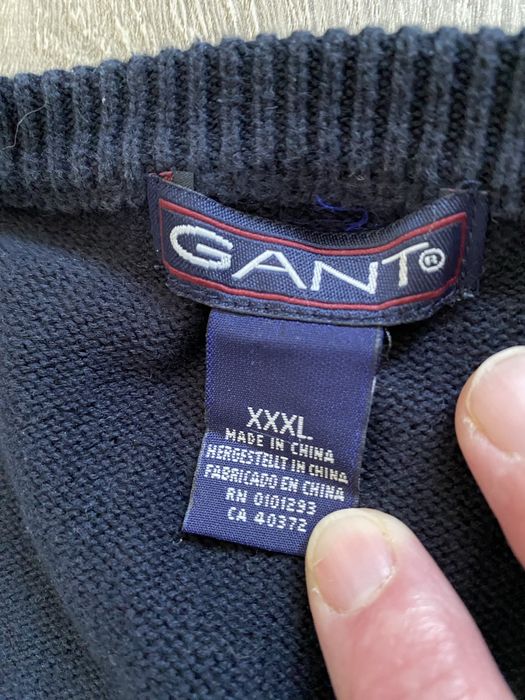 GANT®
XXXL
MADE IN CHINA
HERGESTELLT IN CHINA
FABRICADO EN CHINA
RN 0101293
CA 40372